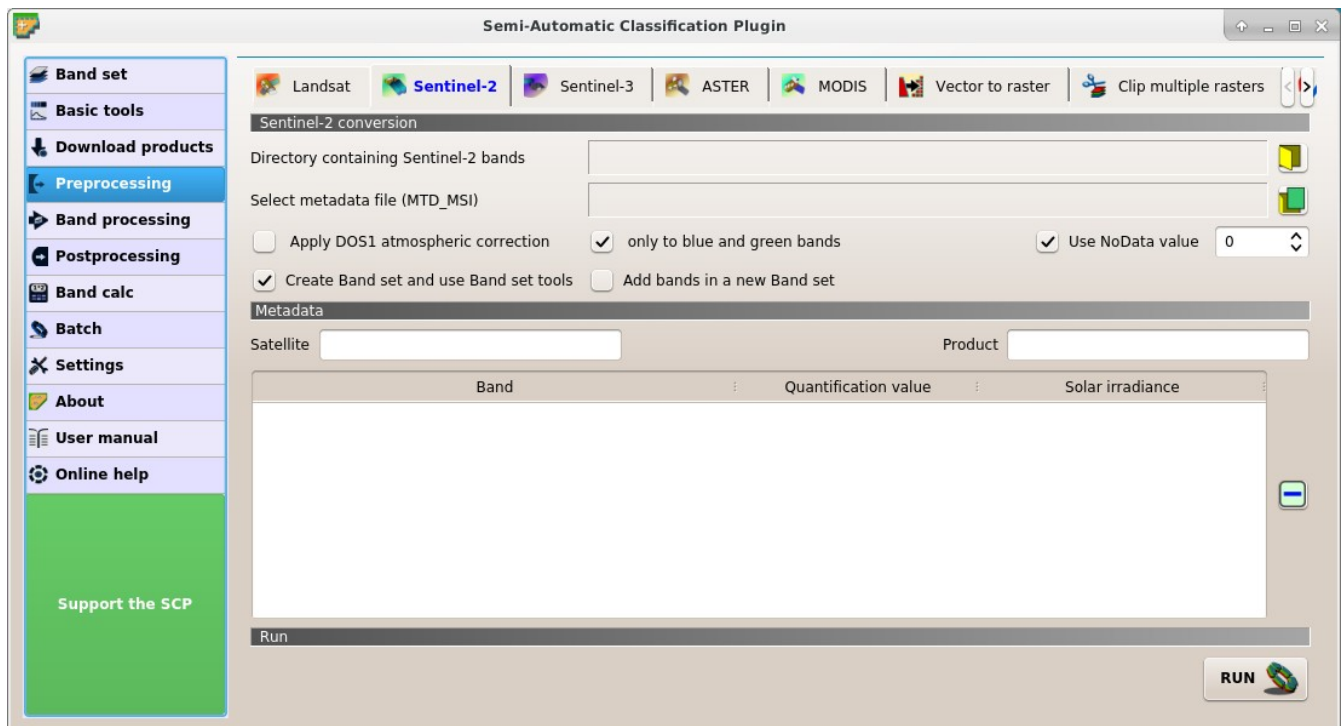 Semi-Automatic Classification Plugin
Band set
Basic tools
Download products
Preprocessing
Band processing
Postprocessing
Band calc
Batch
Settings
About
User manual
Online help
Support the SCP
Landsat Sentinel-2 Sentinel-3 ASTER MODIS Vector to raster Clip multiple rasters
Sentinel-2 conversion
Directory containing Sentinel-2 bands
Select metadata file (MTD_MSI)
Apply DOS1 atmospheric correction only to blue and green bands Use NoData value 0
Create Band set and use Band set tools Add bands in a new Band set
Metadata
Satellite Product
Band Quantification value Solar irradiance
Run
RUN